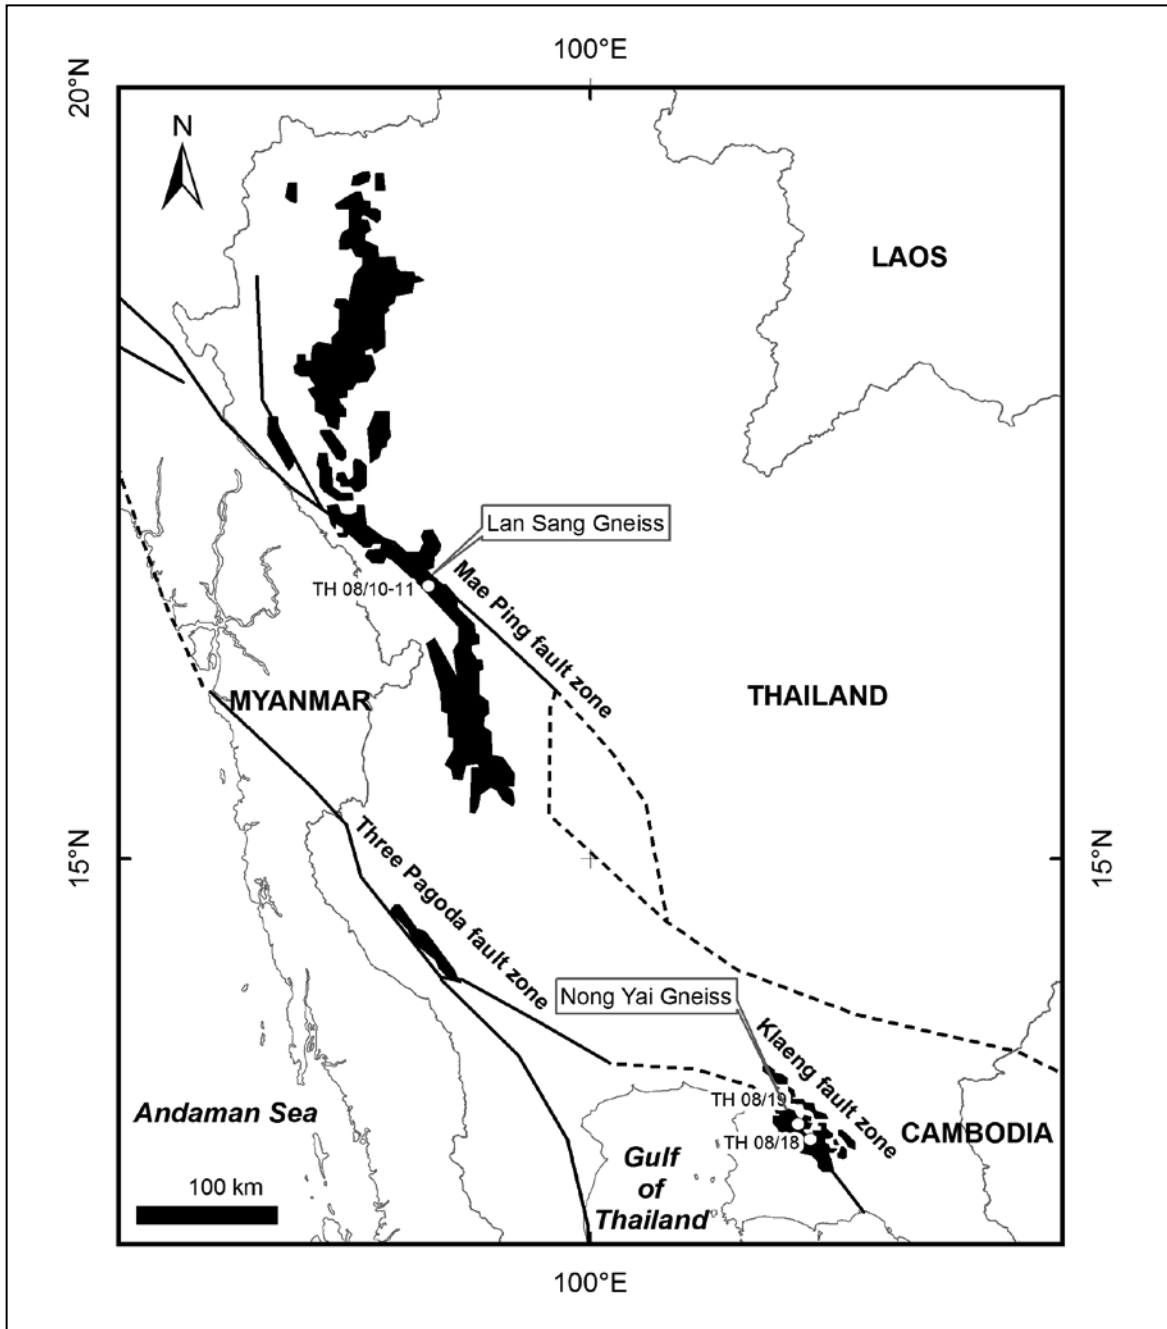 100°E
20°N
N
LAOS
Lan Sang Gneiss
TH 08/10-11
Mae Ping fault zone
MYANMAR
THAILAND
Three Pagoda fault zone
15°N
15°N
Nong Yai Gneiss
Klaeng fault zone
TH 08/19
TH 08/18
Andaman Sea
CAMBODIA
100 km
Gulf
of
Thailand
100°E